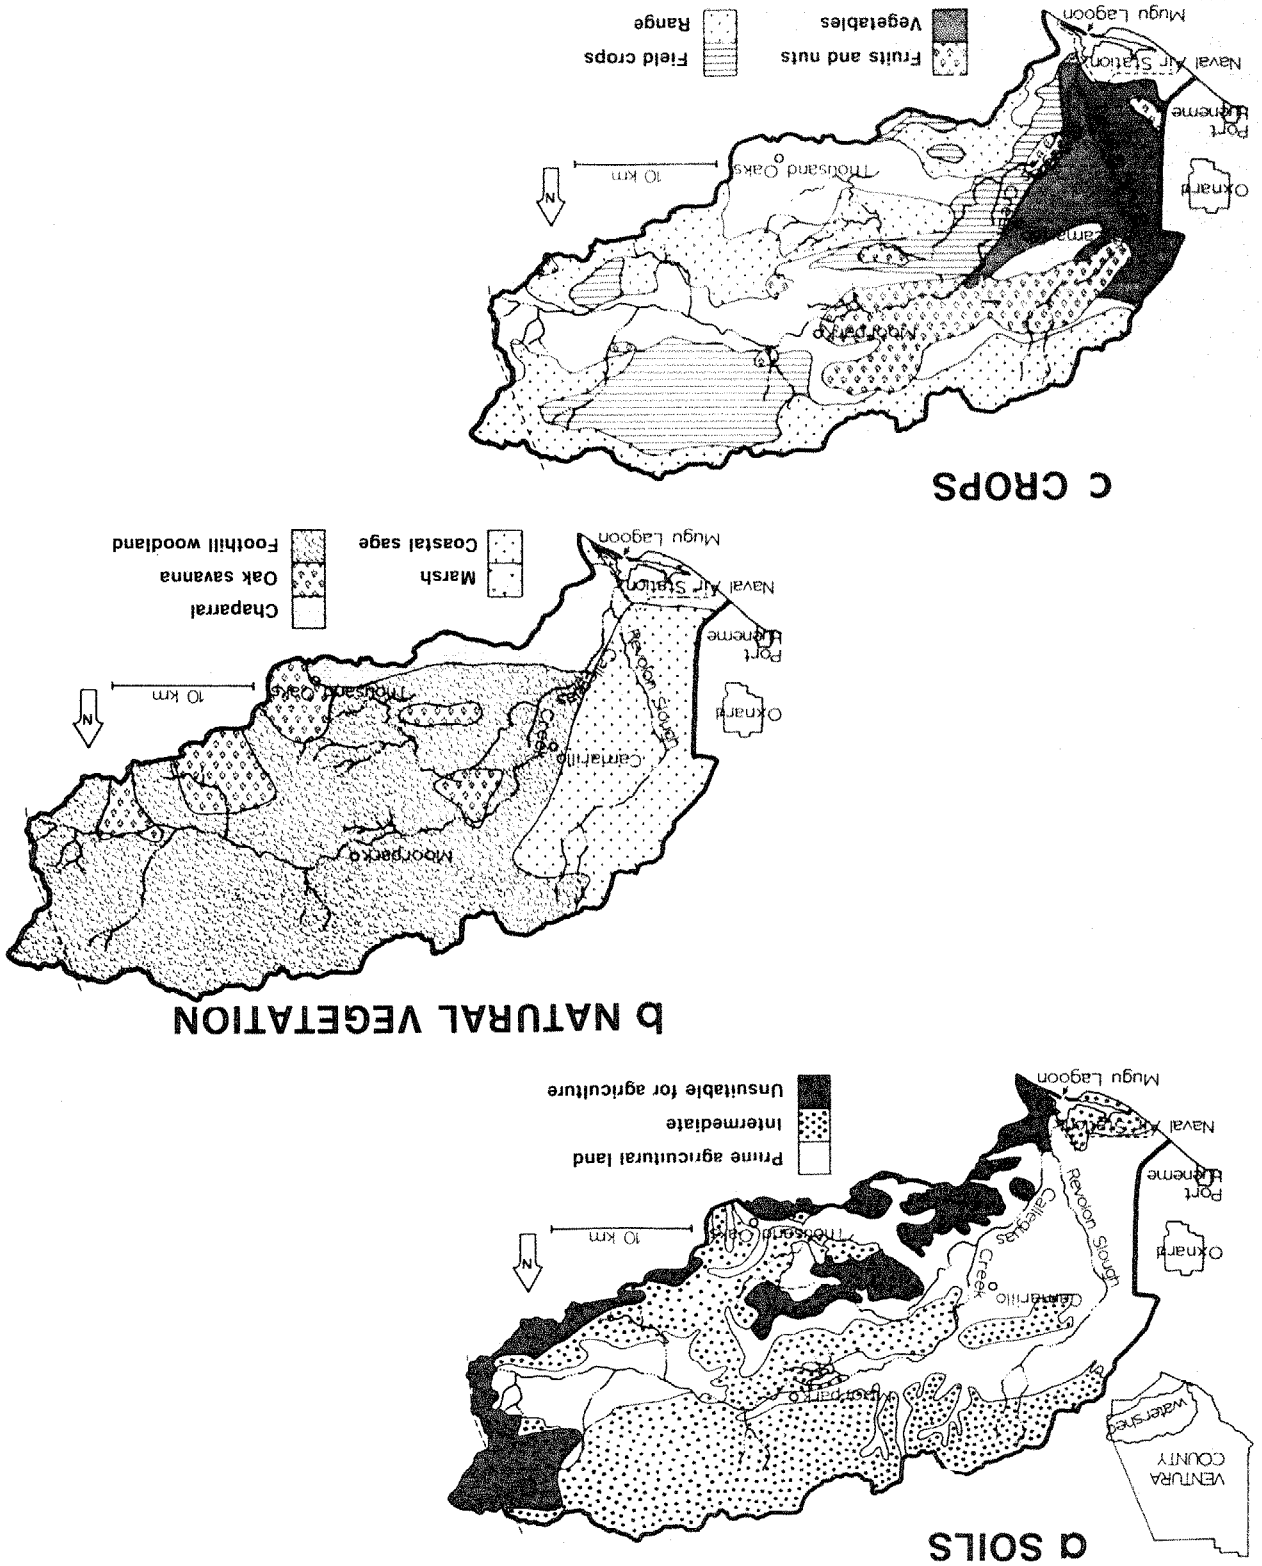 a SOILS
VENTURA
COUNTY
watershed
Moorpark
Camarillo
Creek
Calleguas
Revolon Slough
Thousand Oaks
10 km
N
Oxnard
Port
Hueneme
Naval Air Station
Mugu Lagoon
Prime agricultural land
Intermediate
Unsuitable for agriculture
b NATURAL VEGETATION
Moorpark
Camarillo
Creek
Revolon Slough
Thousand Oaks
10 km
N
Oxnard
Port
Hueneme
Naval Air Station
Mugu Lagoon
Chaparral
Oak savanna
Foothill woodland
Marsh
Coastal sage
c CROPS
Moorpark
Thousand Oaks
10 km
N
Oxnard
Port
Hueneme
Naval Air Station
Mugu Lagoon
Fruits and nuts
Vegetables
Field crops
Range